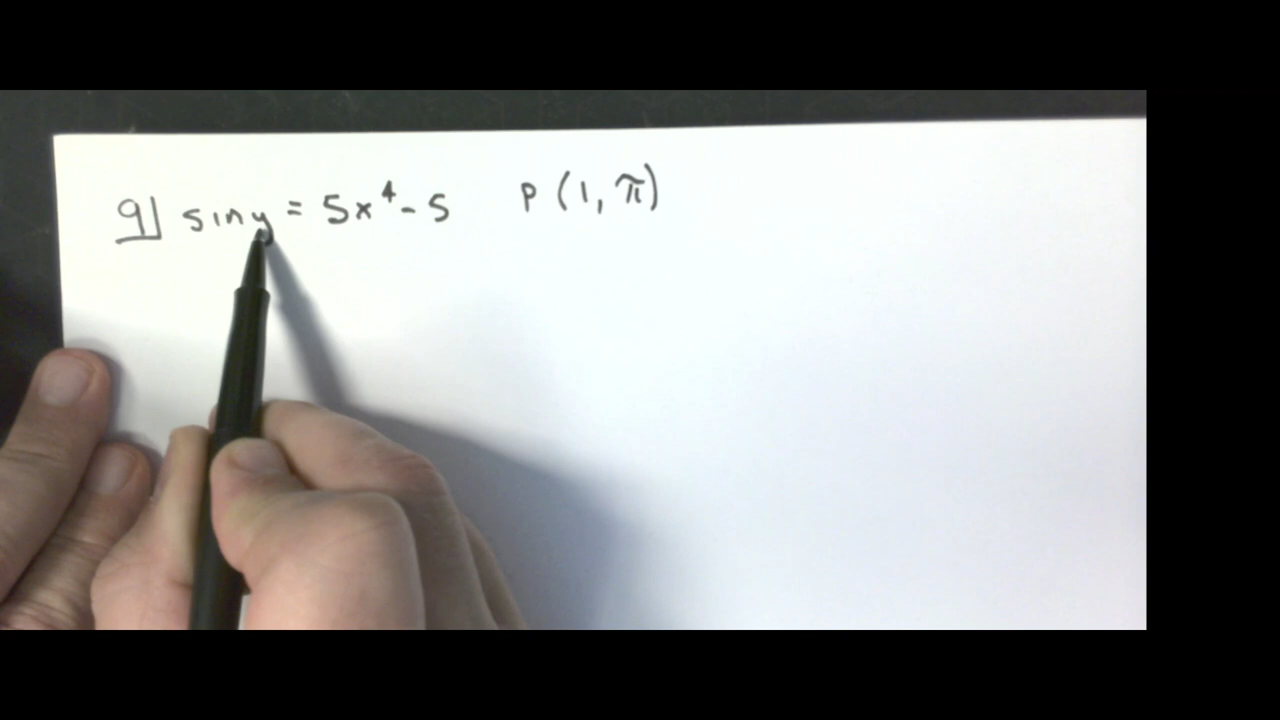 9] sin y = 5x⁴ - 5 P (1, π)